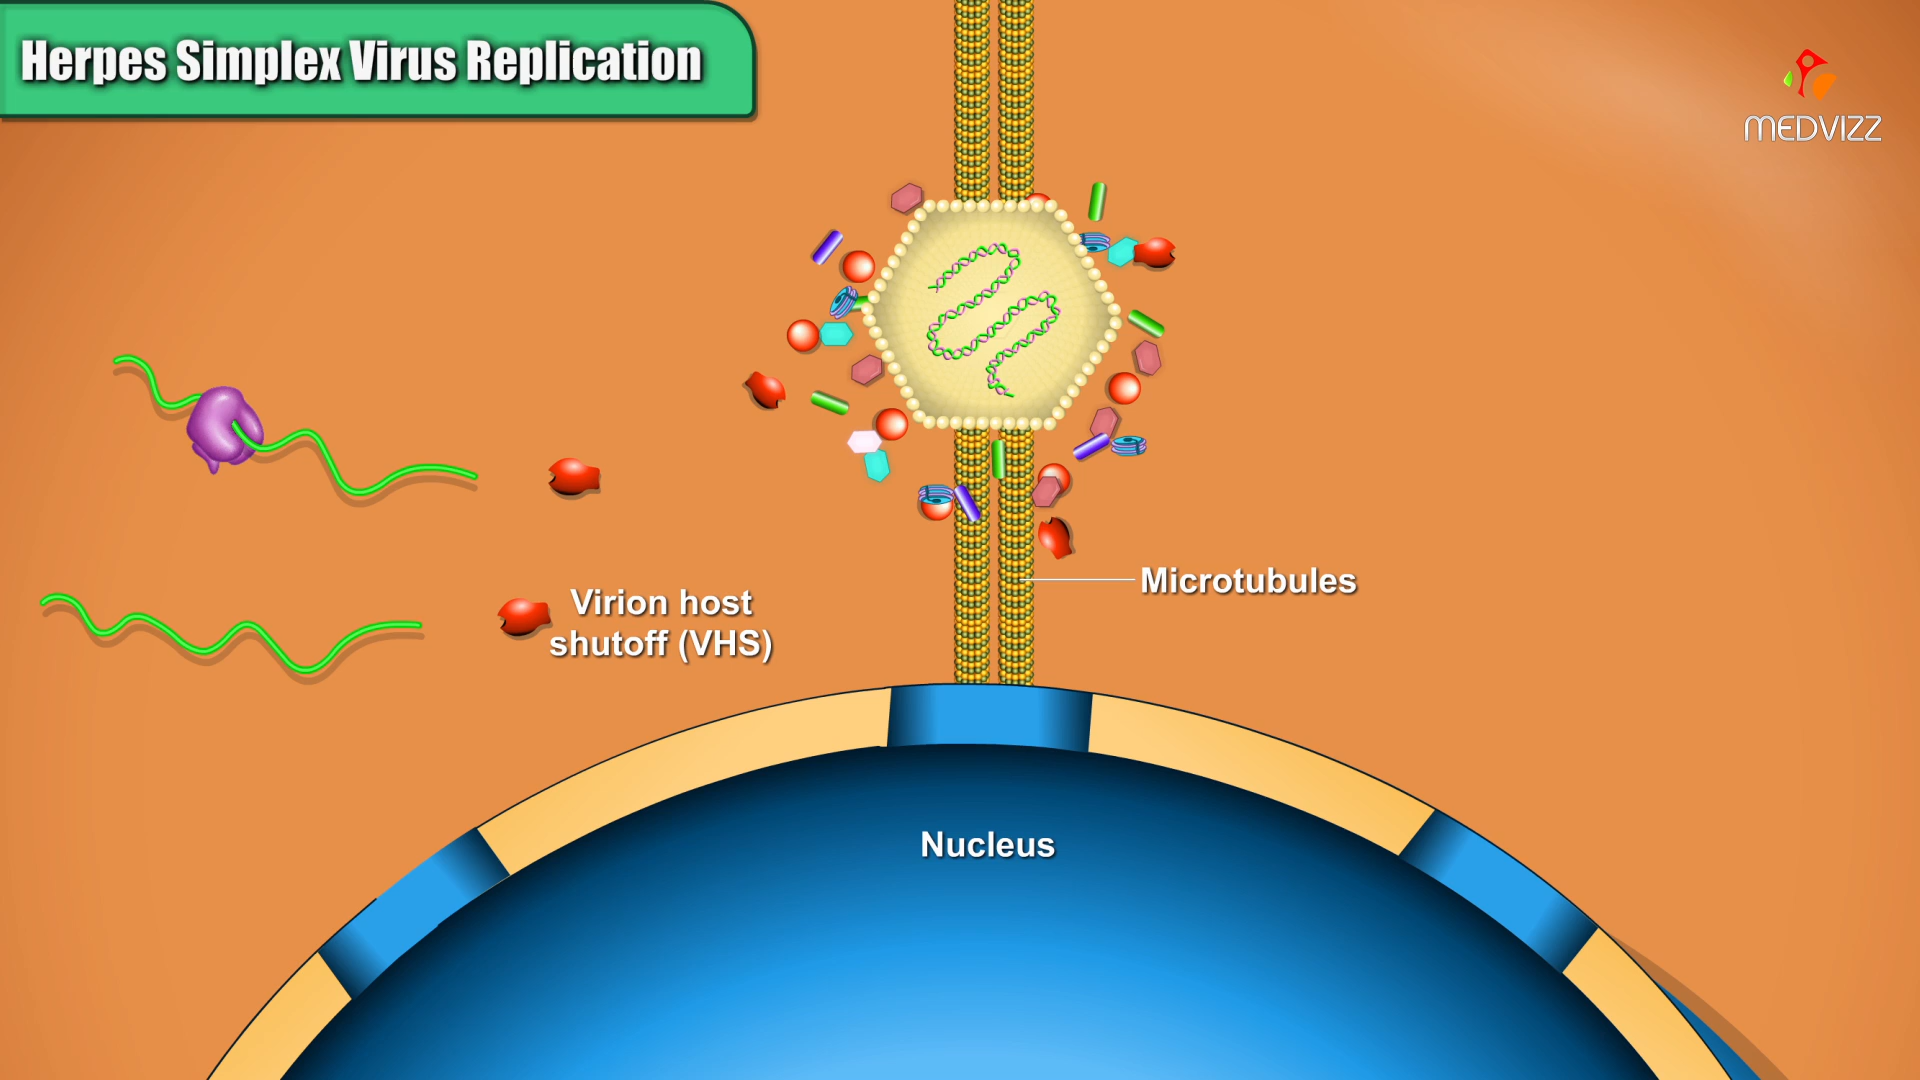 Herpes Simplex Virus Replication
MEDVIZZ
Virion host
shutoff (VHS)
Microtubules
Nucleus